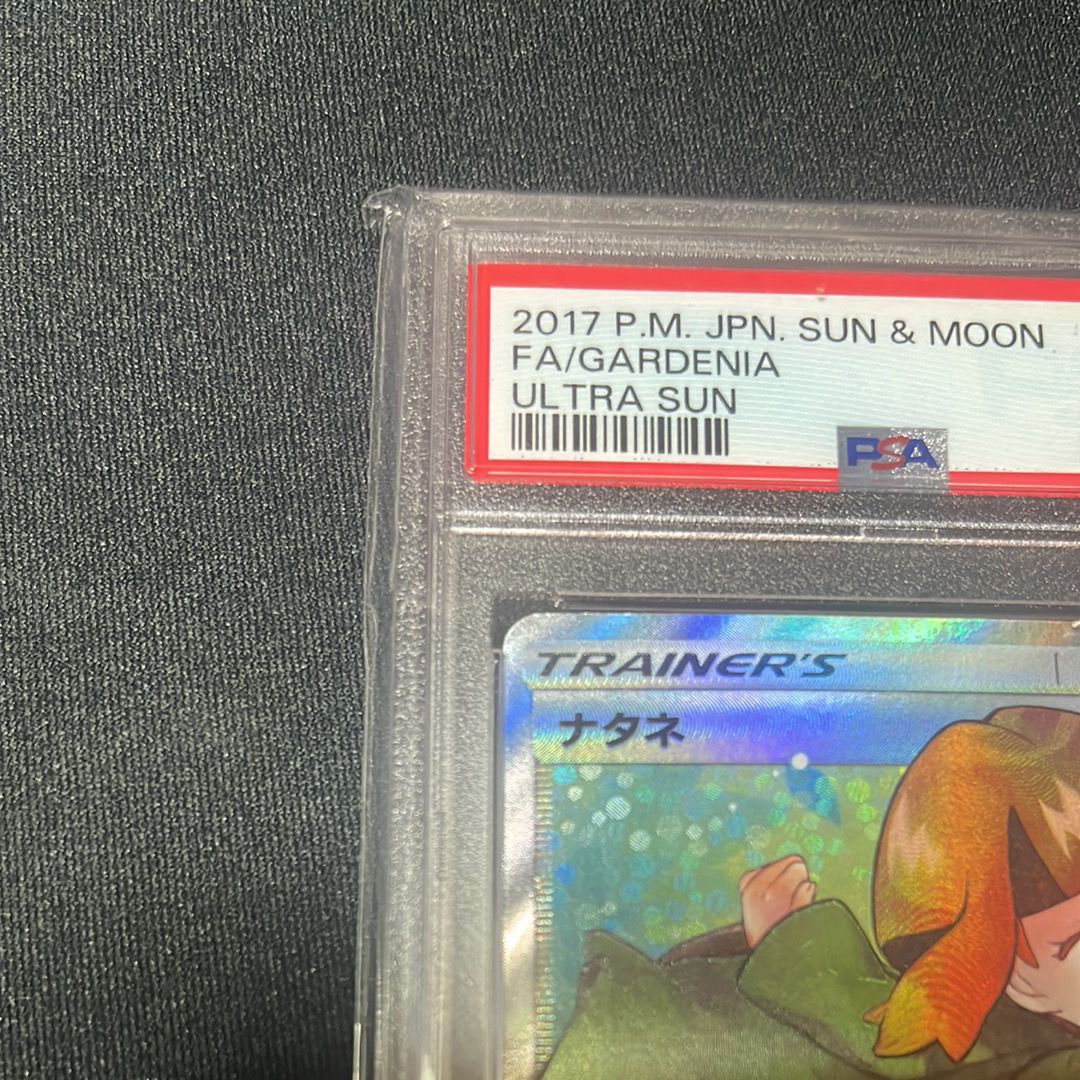 2017 P.M. JPN. SUN & MOON
FA/GARDENIA
ULTRA SUN
PSA
TRAINER'S
ナタネ